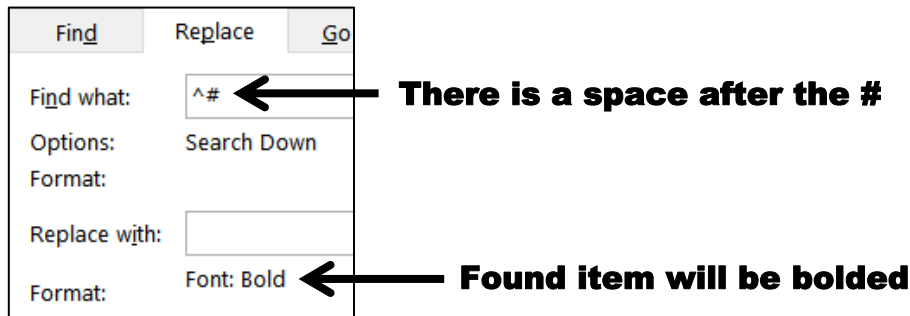 Find Replace Go
Find what: ^# There is a space after the #
Options: Search Down
Format:
Replace with:
Format: Font: Bold Found item will be bolded